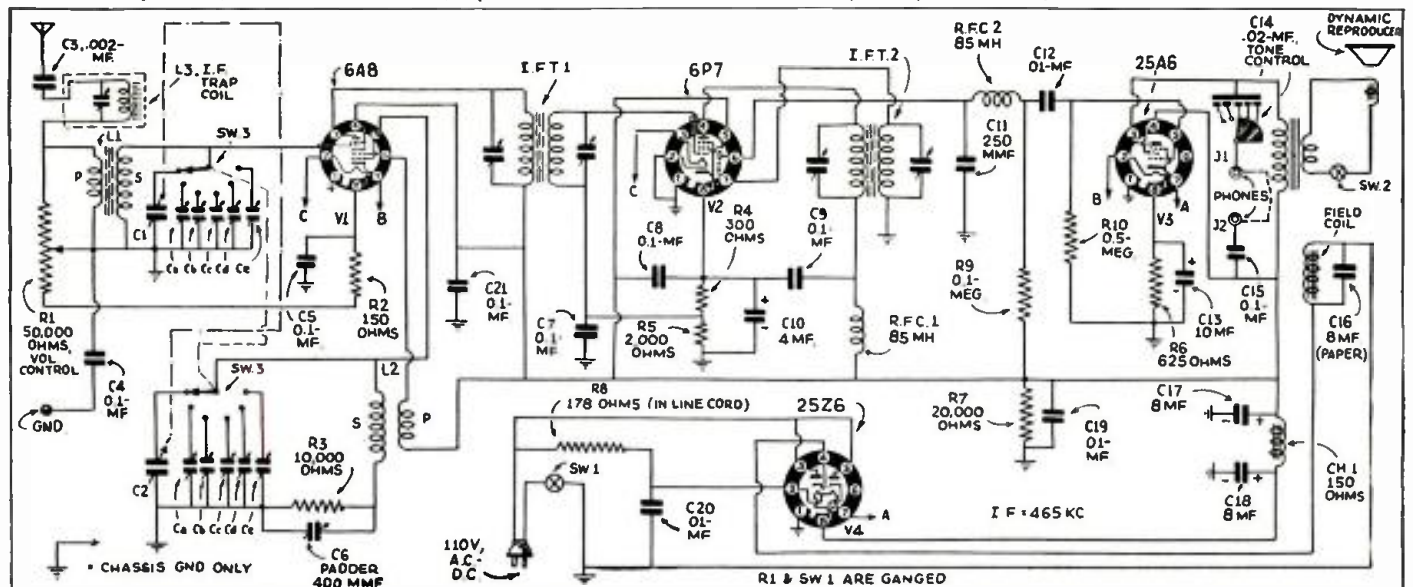 C3, .002-
MF.
L3, I.F.
TRAP
COIL
L1
P
S
SW.3
C1
Ca Cb Cc Cd Ce
R1
50,000
OHMS,
VOL
CONTROL
C4
0.1-
MF
GND.
6A8
C
V1
B
C5
0.1-
MF
R2
150
OHMS
C21
0.1-
MF
SW.3
C2
Ca Cb Cc Cd Ce
R3
10,000
OHMS
L2
S
P
C6
PADDER
400 MMF
* CHASSIS GND ONLY
I.F.T 1
6P7
C
V2
C7
0.1-
MF
C8
0.1-MF
R4
300
OHMS
R5
2,000
OHMS
C9
0.1-
MF
C10
4 MF.
I.F.T.2
R.F.C.1
85 MH
R.F.C 2
85 MH
C11
250
MMF
C12
01-MF
R9
0.1-
MEG
R10
0.5-
MEG
25A6
B
V3
A
C13
10 MF
R6
625 OHMS
C14
.02-MF.,
TONE
CONTROL
J1
PHONES
J2
C15
0.1-
MF
DYNAMIC
REPRODUCER
SW.2
FIELD
COIL
C16
8 MF
(PAPER)
R8
178 OHMS (IN LINE CORD)
SW 1
110V,
A.C.-
D.C
C20
01-
MF
25Z6
V4
A
R7
20,000
OHMS
C19
01-
MF
C17
8 MF
C18
8 MF
CH 1
150
OHMS
I F = 465 KC
R1 & SW 1 ARE GANGED